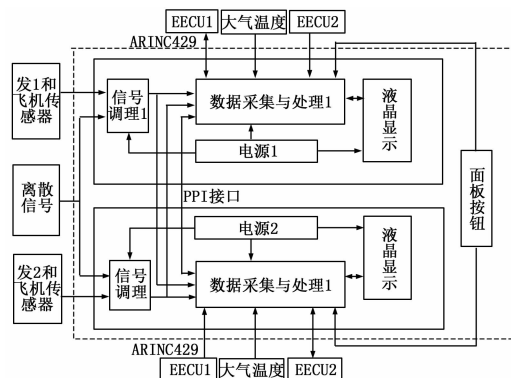 EECU1
大气温度
EECU2
ARINC429
发1和
飞机传
感器
信号
调理1
数据采集与处理1
液
晶
显
示
电源1
离散
信号
PPI接口
面
板
按
钮
电源2
发2和
飞机传
感器
信号
调理
数据采集与处理1
液
晶
显
示
ARINC429
EECU1
大气温度
EECU2